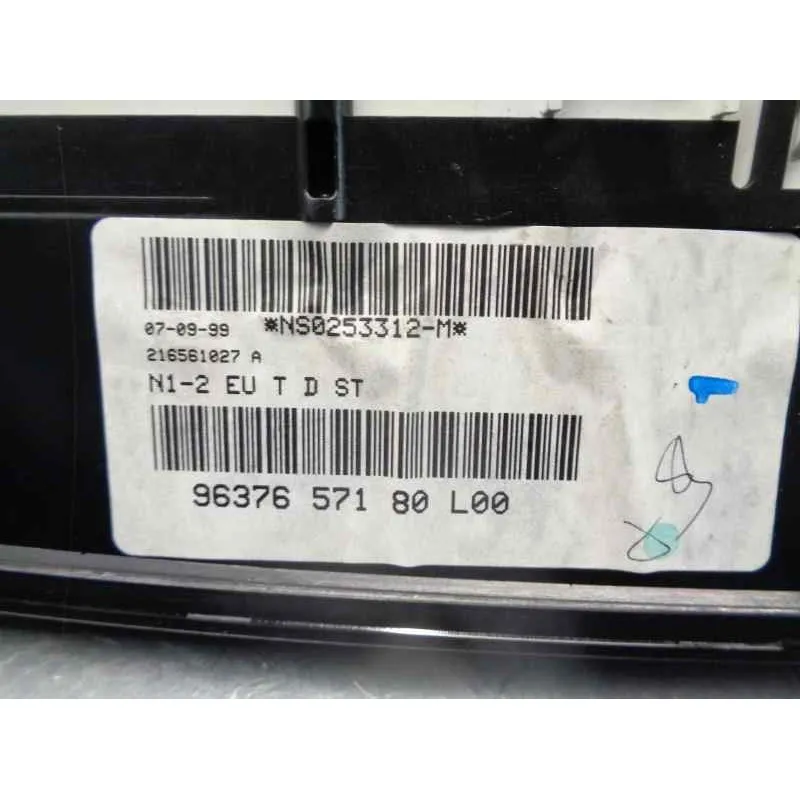 07-09-99 *NS0253312-M*
216561027 A
N1-2 EU T D ST
96376 571 80 L00